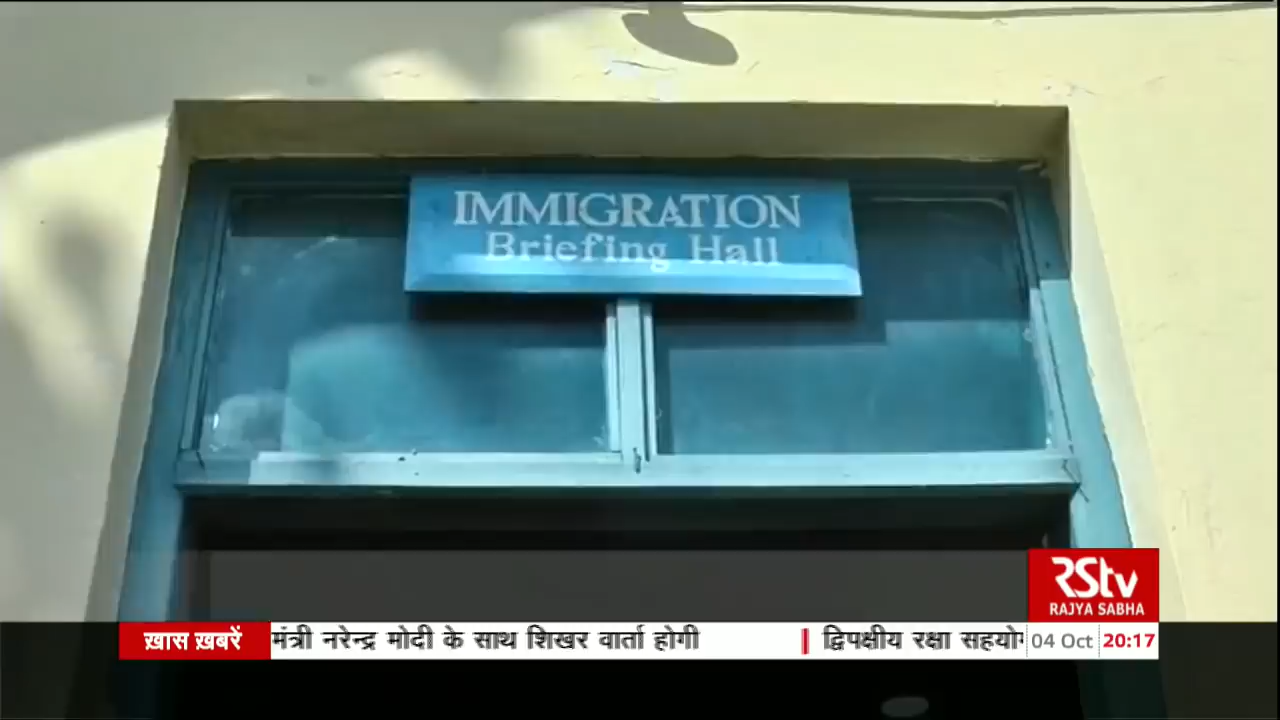 IMMIGRATION
Briefing Hall
RStv
RAJYA SABHA
ख़ास ख़बरें
मंत्री नरेन्द्र मोदी के साथ शिखर वार्ता होगी
| द्विपक्षीय रक्षा
04 Oct 20:17